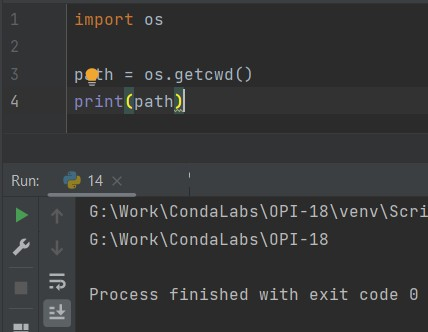 1 import os
2
3 path = os.getcwd()
4 print(path)
Run: 14
G:\Work\CondaLabs\OPI-18\venv\Scri
G:\Work\CondaLabs\OPI-18
Process finished with exit code 0